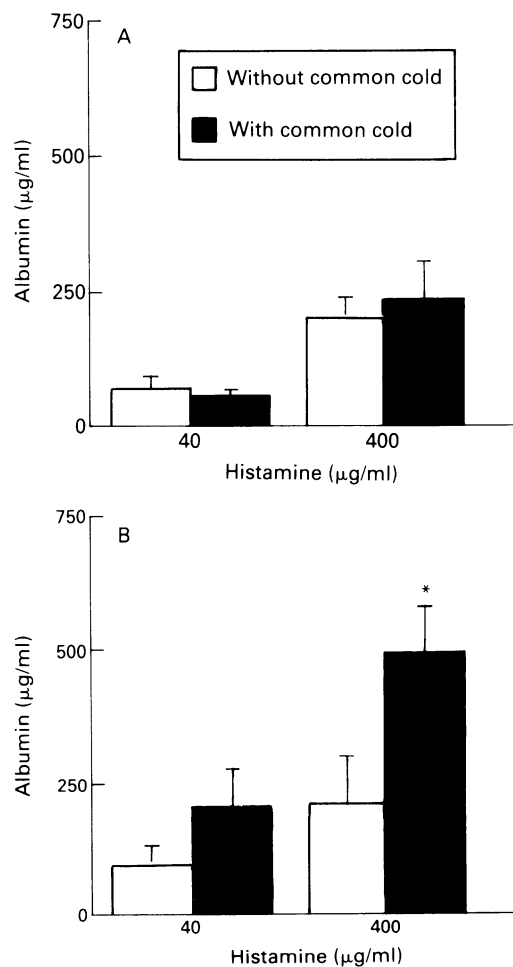 750
A
Without common cold
With common cold
500
Albumin (μg/ml)
250
0
40
400
Histamine (μg/ml)
750
B
*
500
Albumin (μg/ml)
250
0
40
400
Histamine (μg/ml)